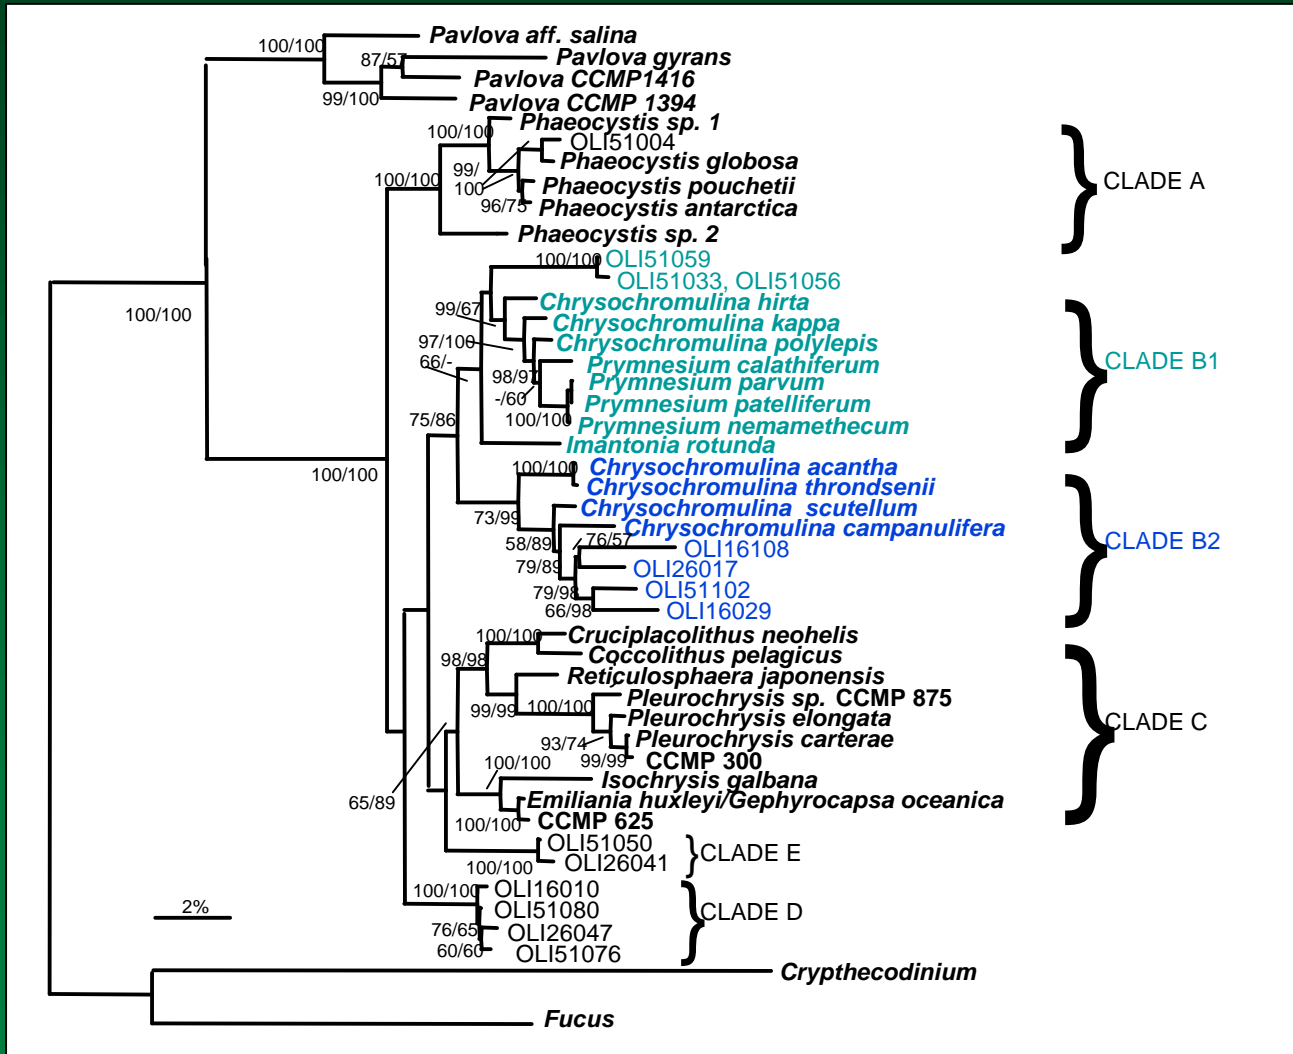 Pavlova aff. salina
100/100
87/57
Pavlova gyrans
Pavlova CCMP1416
99/100
Pavlova CCMP 1394
Phaeocystis sp. 1
100/100
OLI51004
Phaeocystis globosa
99/
100
100/100
Phaeocystis pouchetii
CLADE A
96/75
Phaeocystis antarctica
Phaeocystis sp. 2
100/100
OLI51059
OLI51033, OLI51056
Chrysochromulina hirta
99/67
100/100
Chrysochromulina kappa
97/100
Chrysochromulina polylepis
66/-
Prymnesium calathiferum
CLADE B1
98/97
Prymnesium parvum
-/60
Prymnesium patelliferum
75/86
100/100
Prymnesium nemamethecum
Imantonia rotunda
100/100
100/100
Chrysochromulina acantha
Chrysochromulina throndsenii
73/99
Chrysochromulina scutellum
Chrysochromulina campanulifera
58/89
76/57
OLI16108
CLADE B2
79/89
OLI26017
79/98
OLI51102
66/98
OLI16029
100/100
Cruciplacolithus neohelis
98/98
Coccolithus pelagicus
Reticulosphaera japonensis
99/99
100/100
Pleurochrysis sp. CCMP 875
Pleurochrysis elongata
CLADE C
93/74
Pleurochrysis carterae
99/99
CCMP 300
100/100
Isochrysis galbana
65/89
Emiliania huxleyi/Gephyrocapsa oceanica
100/100
CCMP 625
OLI51050
CLADE E
100/100
OLI26041
100/100
OLI16010
2%
OLI51080
CLADE D
76/65
OLI26047
60/60
OLI51076
Crypthecodinium
Fucus